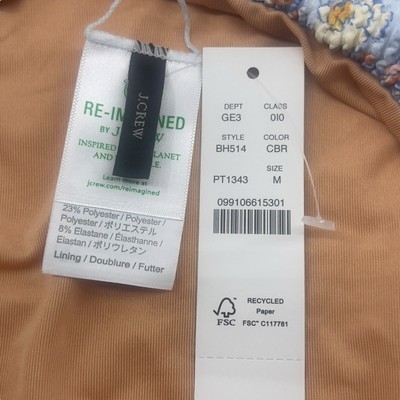 J.CREW
RE-IMAGINED
BY J.CREW
INSPIRED PLANET
AND
Learn more at
jcrew.com/reimagined
23% Polyester / Polyester /
Polyester / ポリエステル
8% Elastane / Élasthanne /
Elastan / ポリウレタン
Lining / Doublure / Futter
DEPT CLASS
GE3 010
STYLE COLOR
BH514 CBR
SIZE
PT1343 M
099106615301
FSC
RECYCLED
Paper
FSC™ C117781